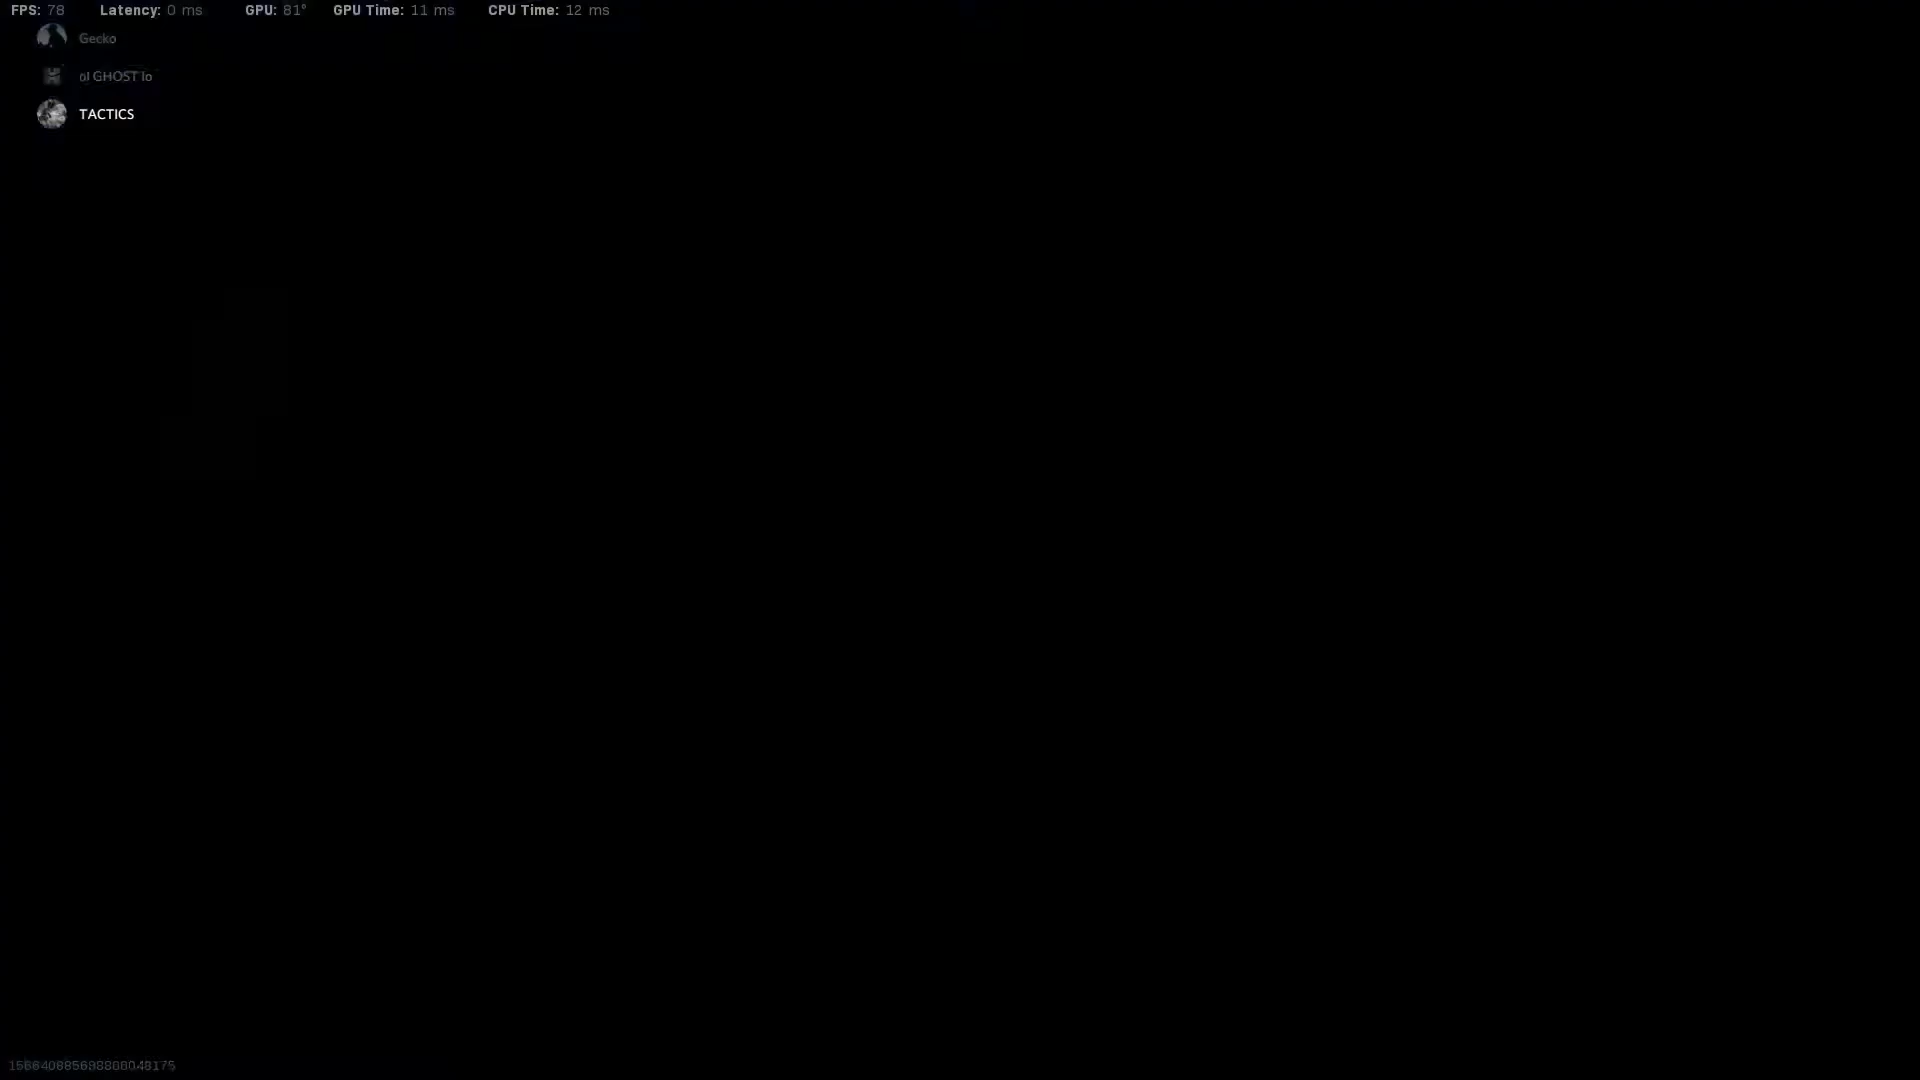 FPS: 78 Latency: 0 ms GPU: 81° GPU Time: 11 ms CPU Time: 12 ms
Gecko
ol GHOST lo
TACTICS